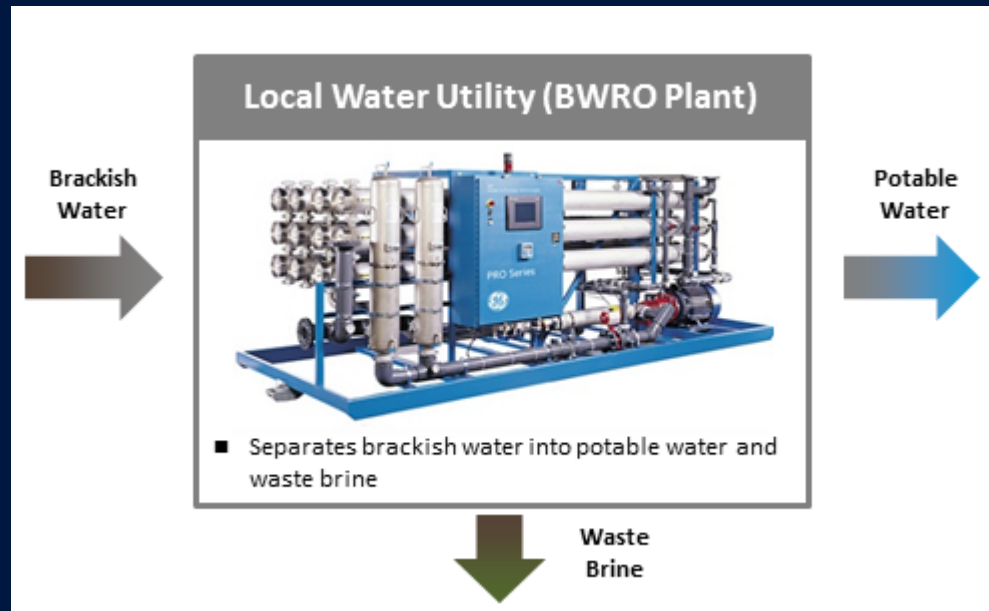 Local Water Utility (BWRO Plant)
Brackish
Water
Potable
Water
PRO Series
GE
■ Separates brackish water into potable water and
waste brine
Waste
Brine